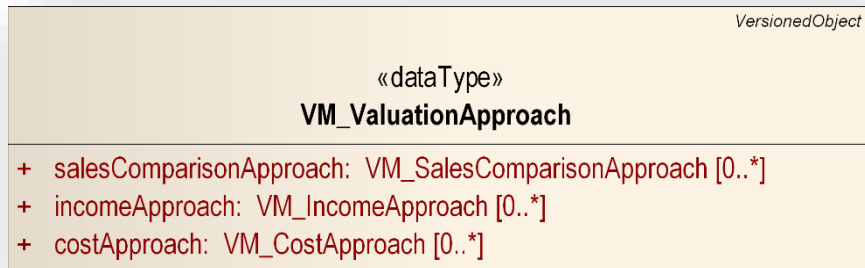 VersionedObject
«dataType»
VM_ValuationApproach
+ salesComparisonApproach: VM_SalesComparisonApproach [0..*]
+ incomeApproach: VM_IncomeApproach [0..*]
+ costApproach: VM_CostApproach [0..*]